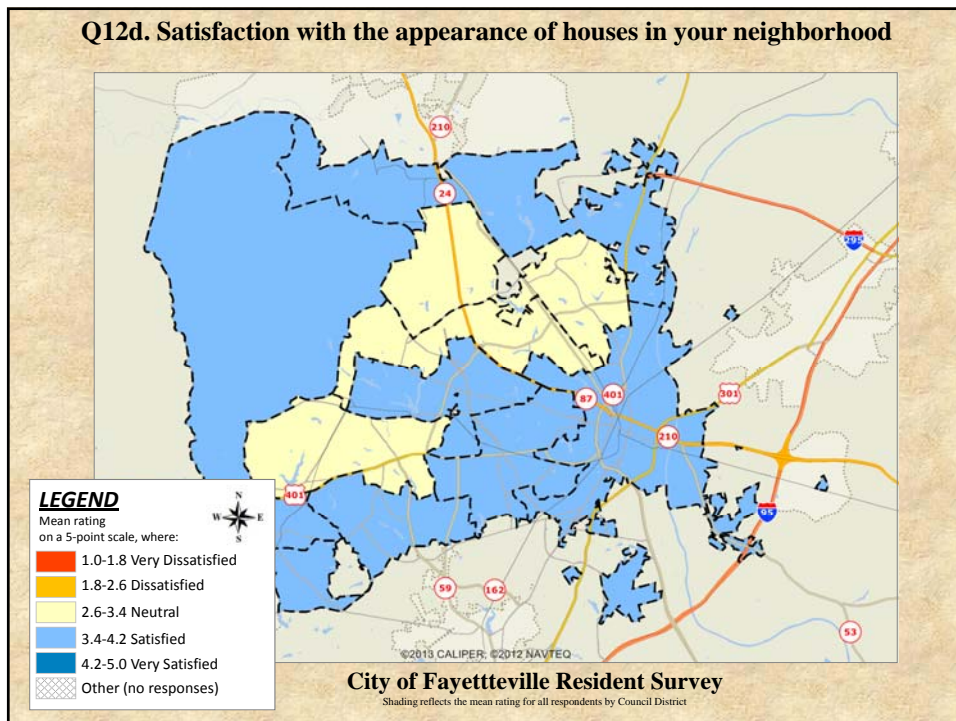 Q12d. Satisfaction with the appearance of houses in your neighborhood
210
24
295
87
401
301
210
401
95
59
162
53
LEGEND
Mean rating
on a 5-point scale, where:
1.0-1.8 Very Dissatisfied
1.8-2.6 Dissatisfied
2.6-3.4 Neutral
3.4-4.2 Satisfied
4.2-5.0 Very Satisfied
Other (no responses)
N
W E
S
©2013 CALIPER; ©2012 NAVTEQ
City of Fayettteville Resident Survey
Shading reflects the mean rating for all respondents by Council District